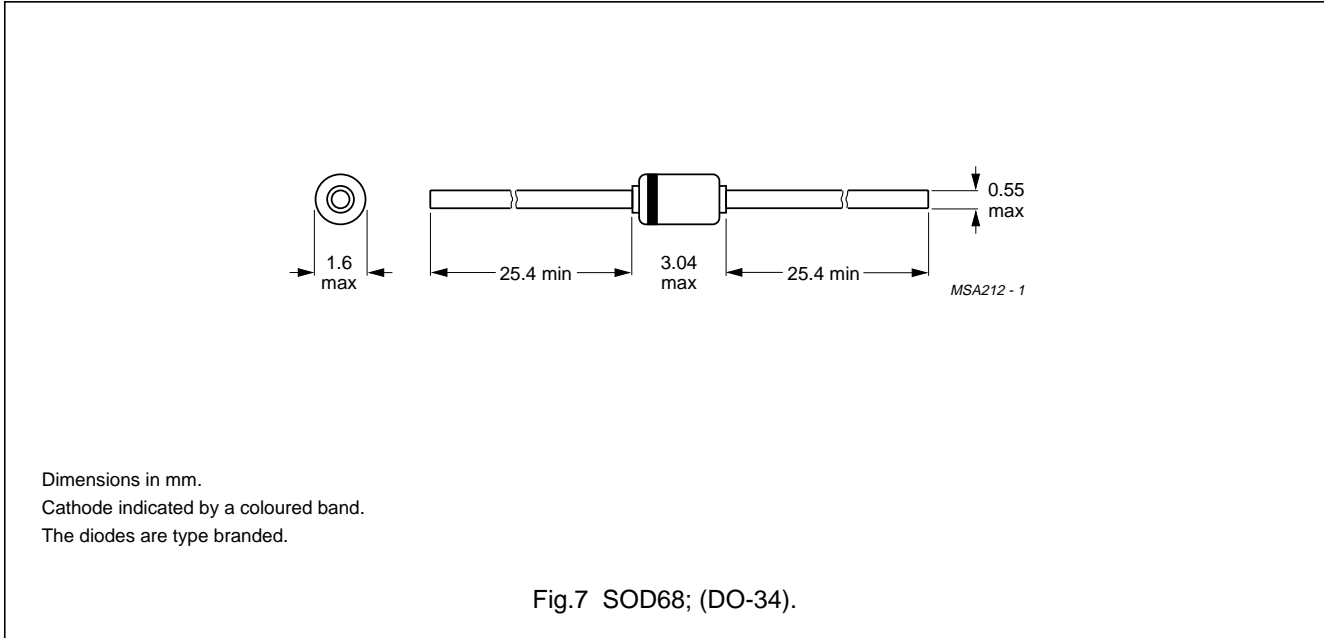 1.6
max
25.4 min
3.04
max
25.4 min
0.55
max
MSA212 - 1
Dimensions in mm.
Cathode indicated by a coloured band.
The diodes are type branded.
Fig.7 SOD68; (DO-34).